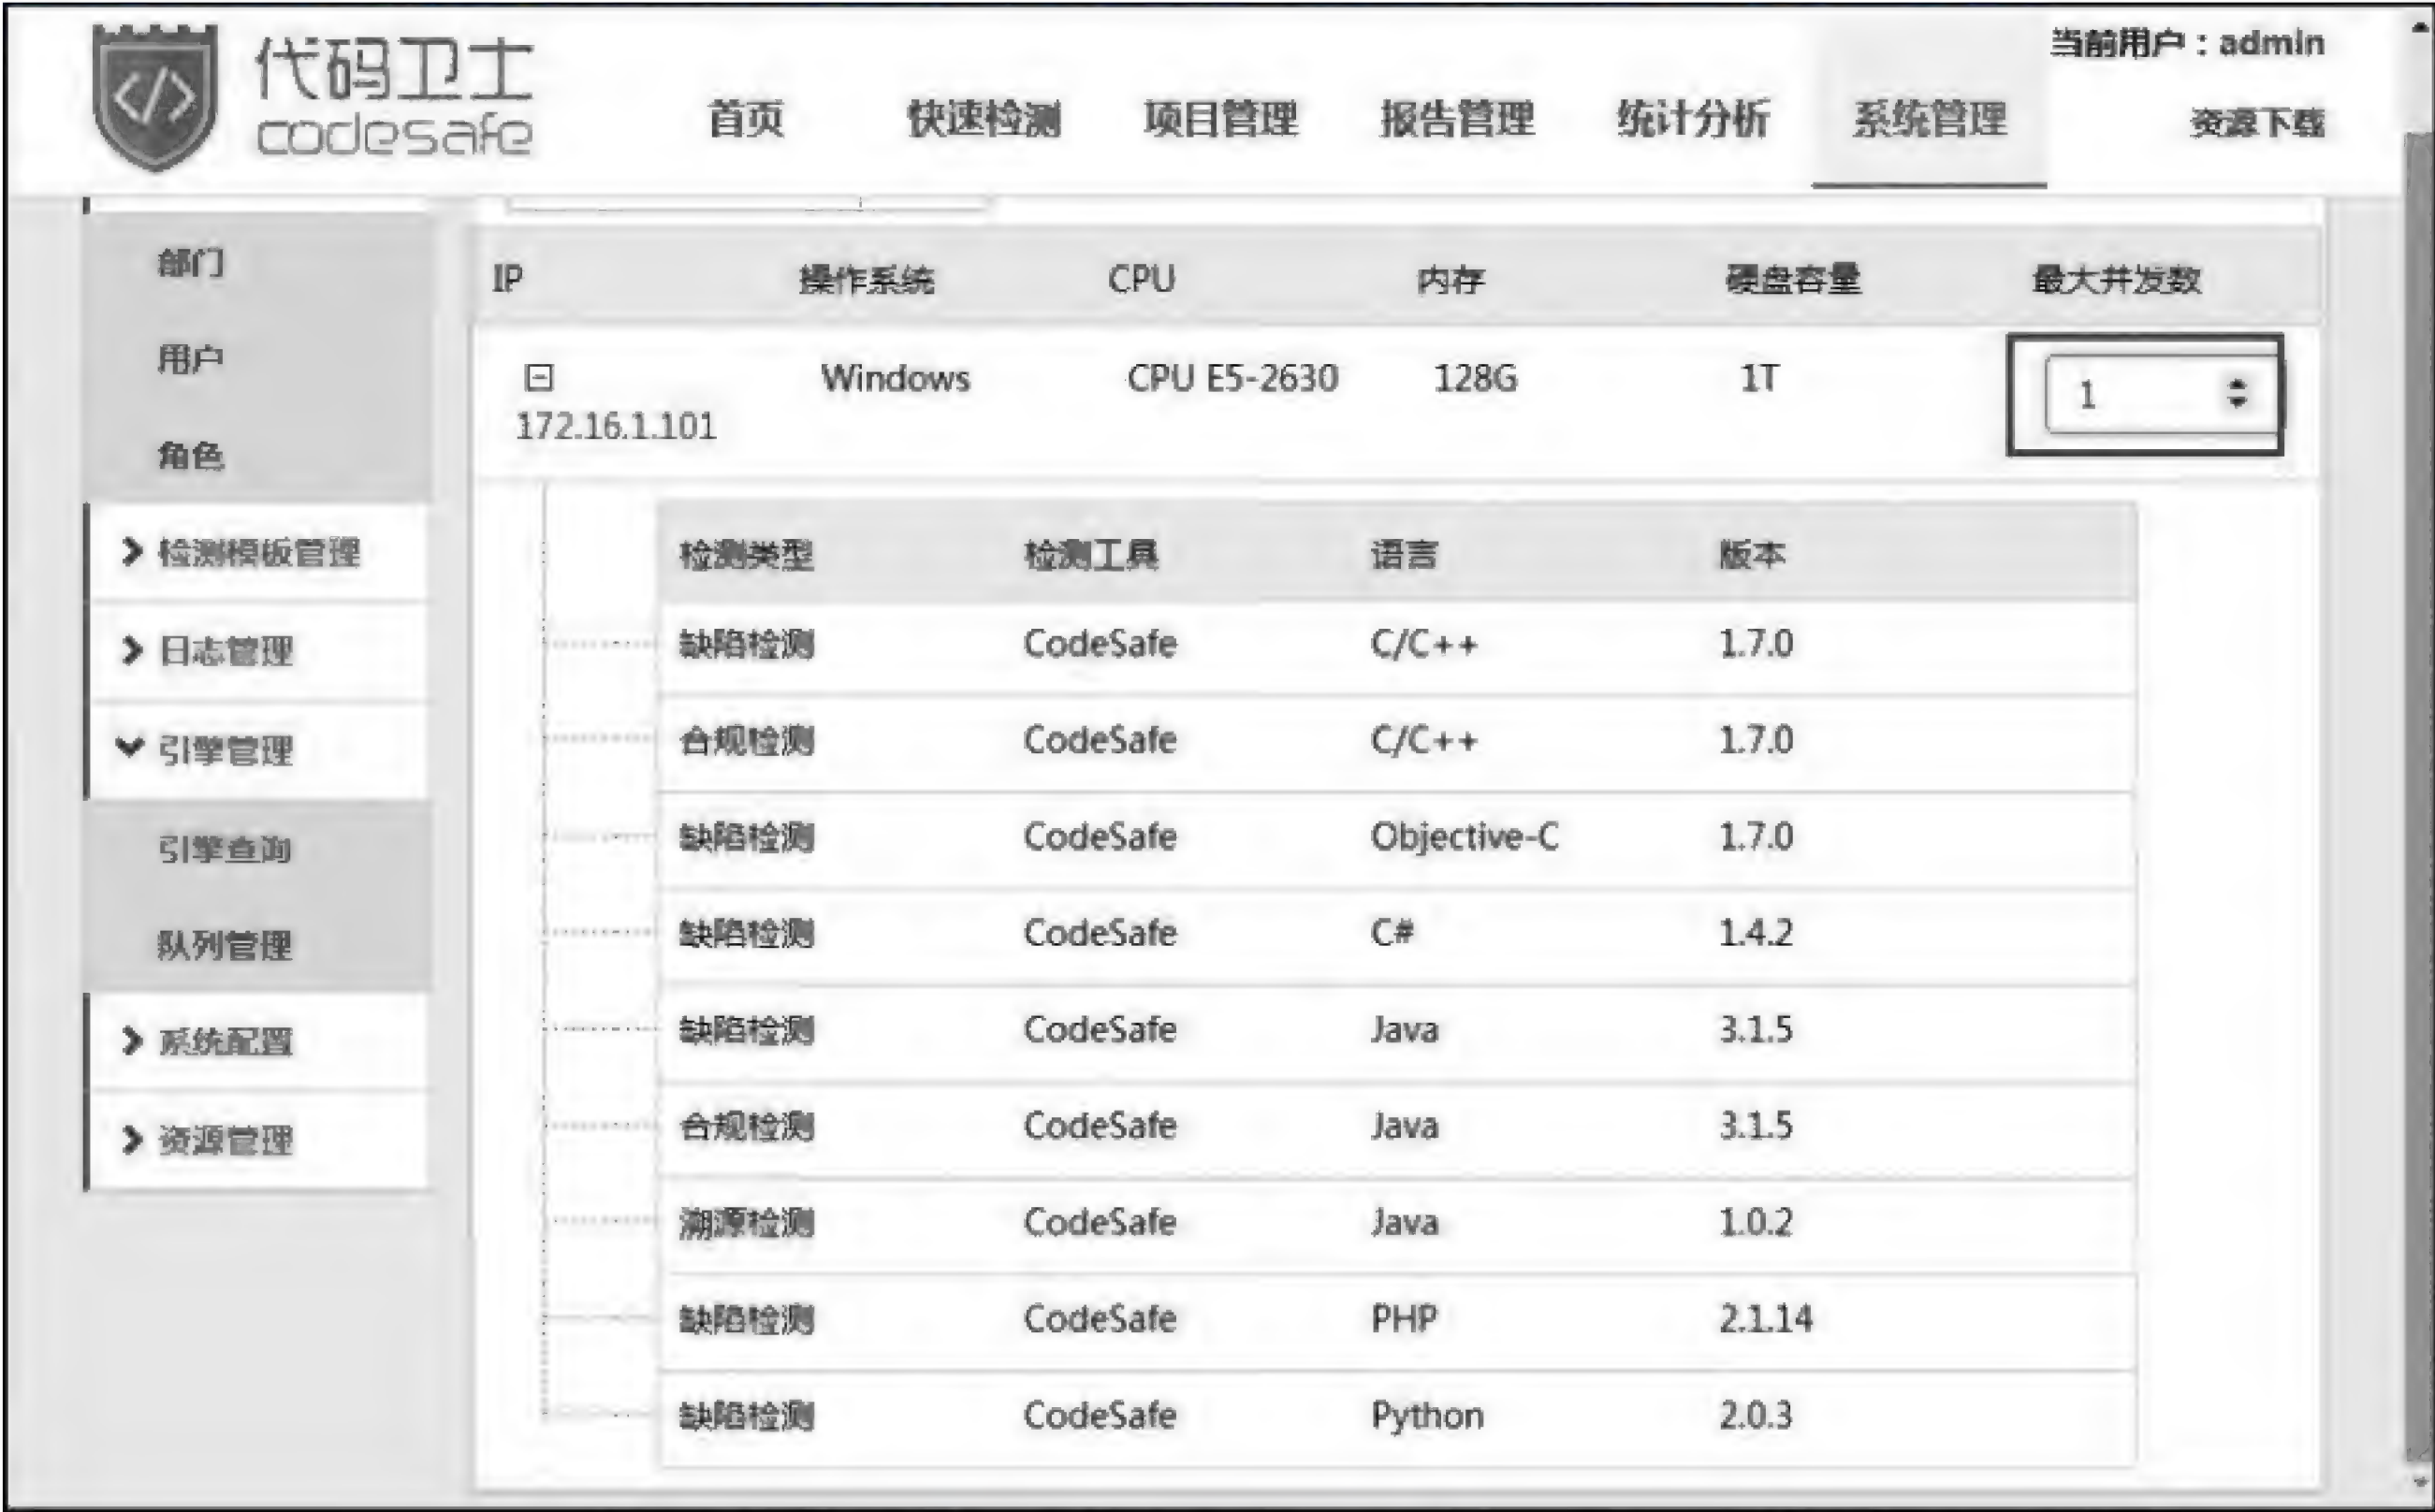 代码卫士
codesafe
当前用户：admin
首页 快速检测 项目管理 报告管理 统计分析 系统管理 资源下载
部门
用户
角色
检测模板管理
日志管理
引擎管理
引擎查询
队列管理
系统配置
资源管理
IP 操作系统 CPU 内存 硬盘容量 最大并发数
172.16.1.101 Windows CPU E5-2630 128G 1T 1
检测类型 检测工具 语言 版本
缺陷检测 CodeSafe C/C++ 1.7.0
合规检测 CodeSafe C/C++ 1.7.0
缺陷检测 CodeSafe Objective-C 1.7.0
缺陷检测 CodeSafe C# 1.4.2
缺陷检测 CodeSafe Java 3.1.5
合规检测 CodeSafe Java 3.1.5
溯源检测 CodeSafe Java 1.0.2
缺陷检测 CodeSafe PHP 2.1.14
缺陷检测 CodeSafe Python 2.0.3